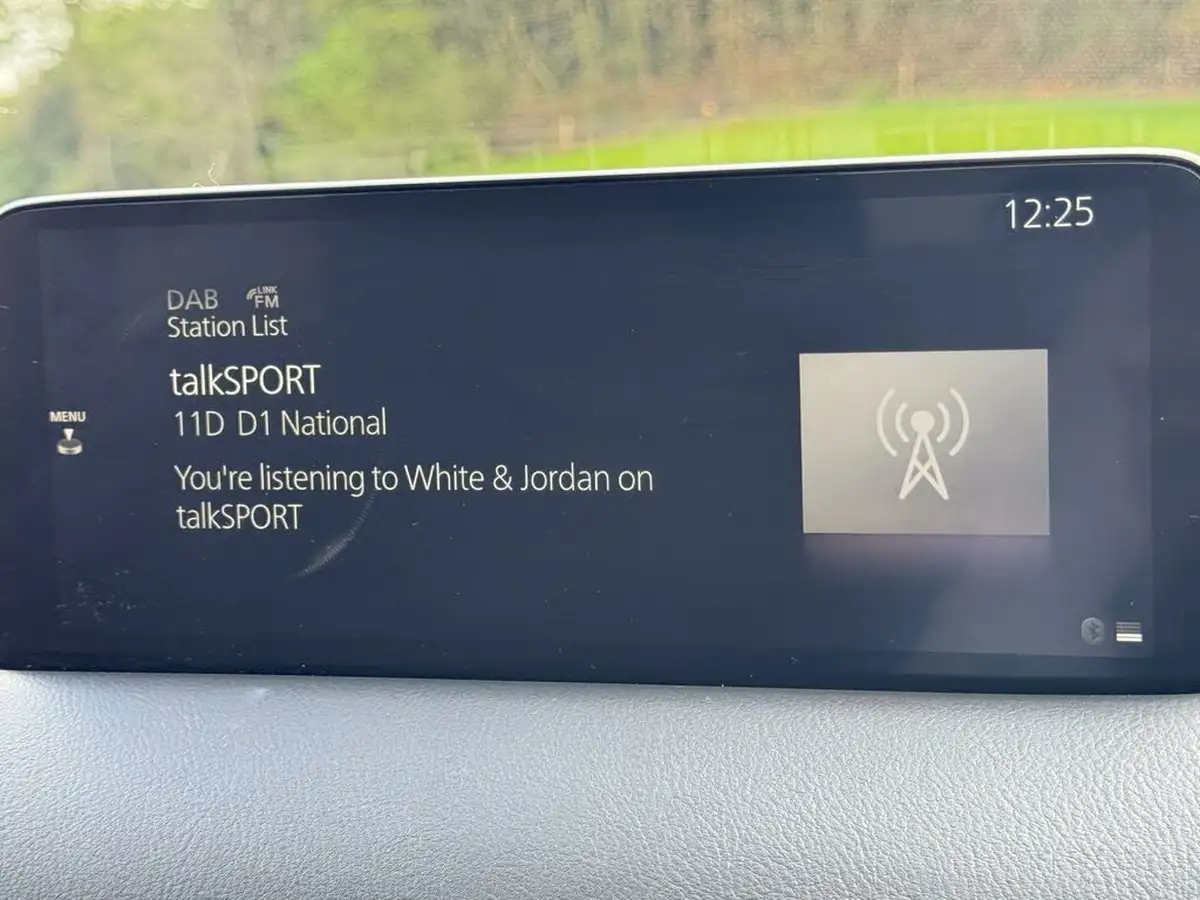 12:25
DAB LINK FM
Station List
talkSPORT
11D D1 National
MENU
You're listening to White & Jordan on
talkSPORT